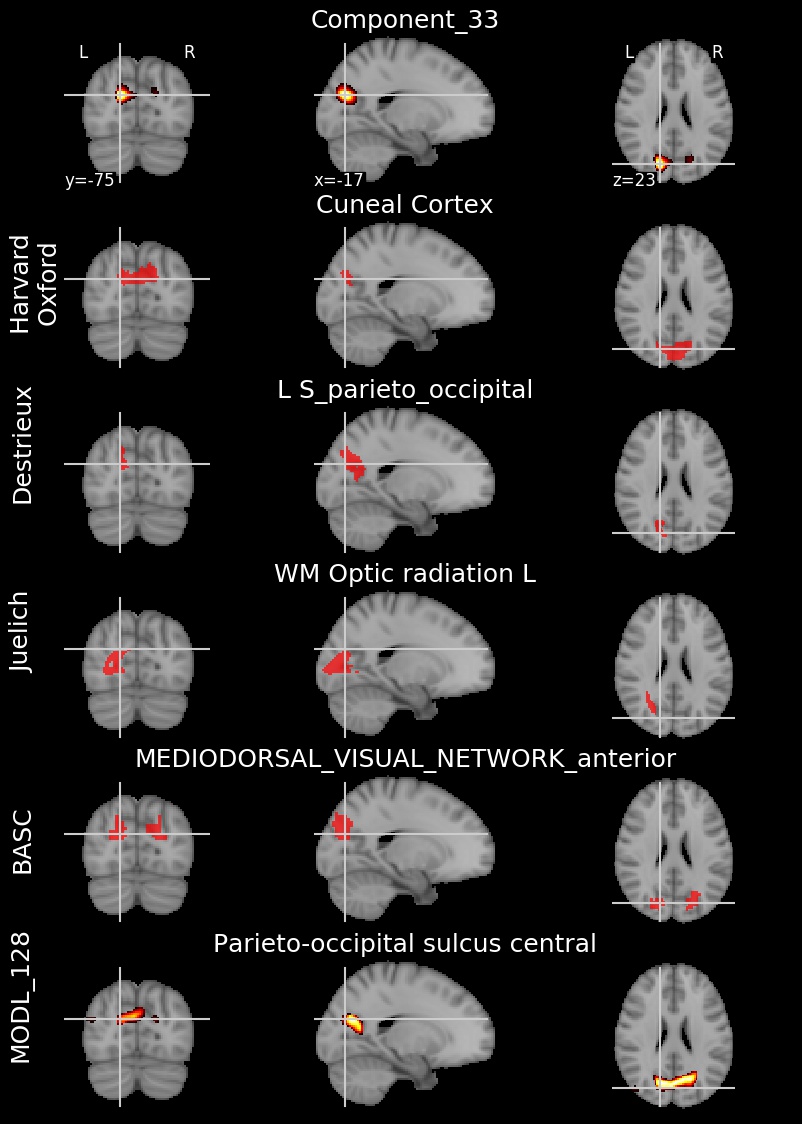 Component_33
L R
L R
y=-75
x=-17
z=23
Cuneal Cortex
Harvard
Oxford
L S_parieto_occipital
Destrieux
WM Optic radiation L
Juelich
MEDIODORSAL_VISUAL_NETWORK_anterior
BASC
Parieto-occipital sulcus central
MODL_128